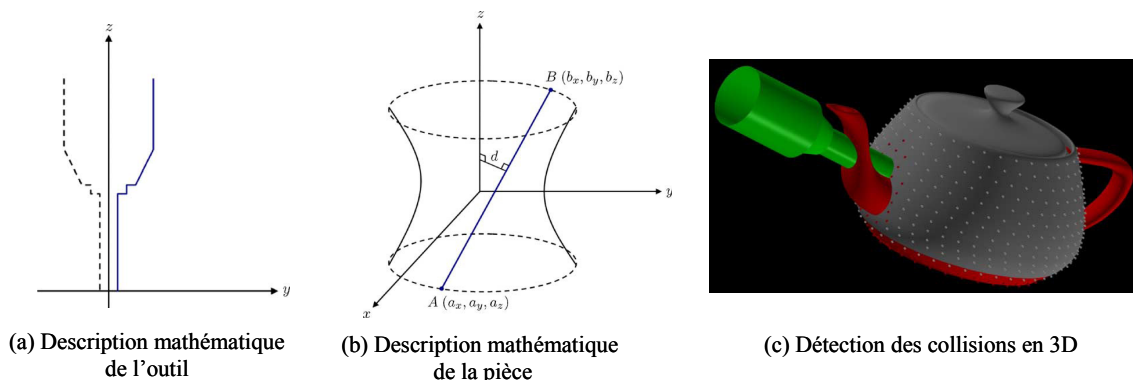 z
y
(a) Description mathématique
de l’outil
z
B (b_x, b_y, b_z)
d
y
A (a_x, a_y, a_z)
x
(b) Description mathématique
de la pièce
(c) Détection des collisions en 3D